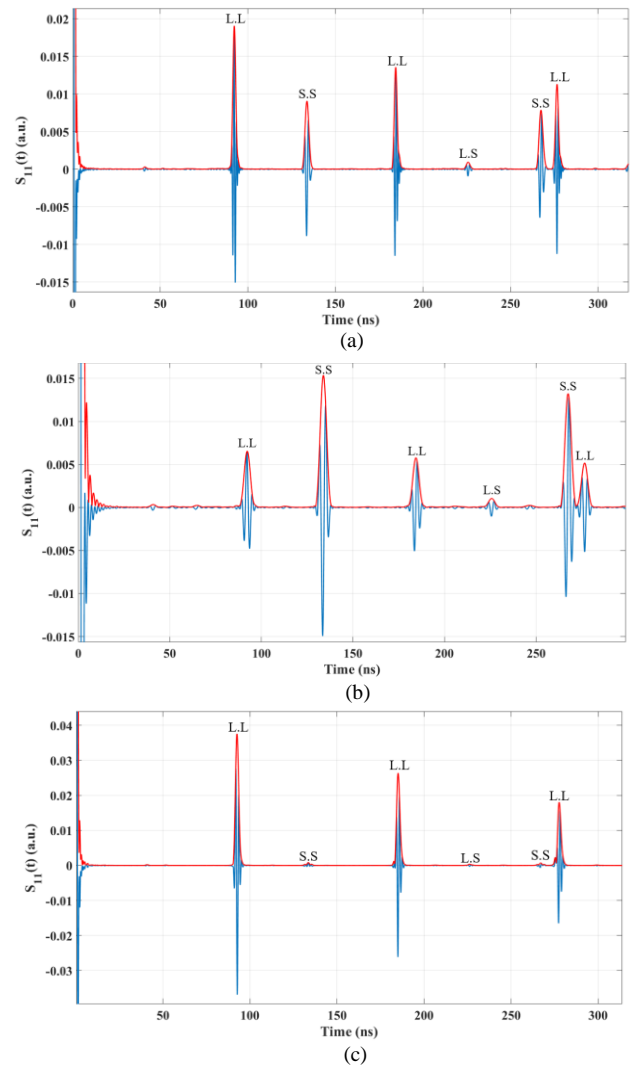 0.02
0.015
0.01
0.005
0
-0.005
-0.01
-0.015
S11(t) (a.u.)
L.L
S.S
L.L
L.S
S.S
L.L
0 50 100 150 200 250 300
Time (ns)
(a)
0.015
0.01
0.005
0
-0.005
-0.01
-0.015
S11(t) (a.u.)
L.L
S.S
L.L
L.S
S.S
L.L
0 50 100 150 200 250
Time (ns)
(b)
0.04
0.03
0.02
0.01
0
-0.01
-0.02
-0.03
S11(t) (a.u.)
L.L
S.S
L.L
L.S
S.S
L.L
50 100 150 200 250 300
Time (ns)
(c)